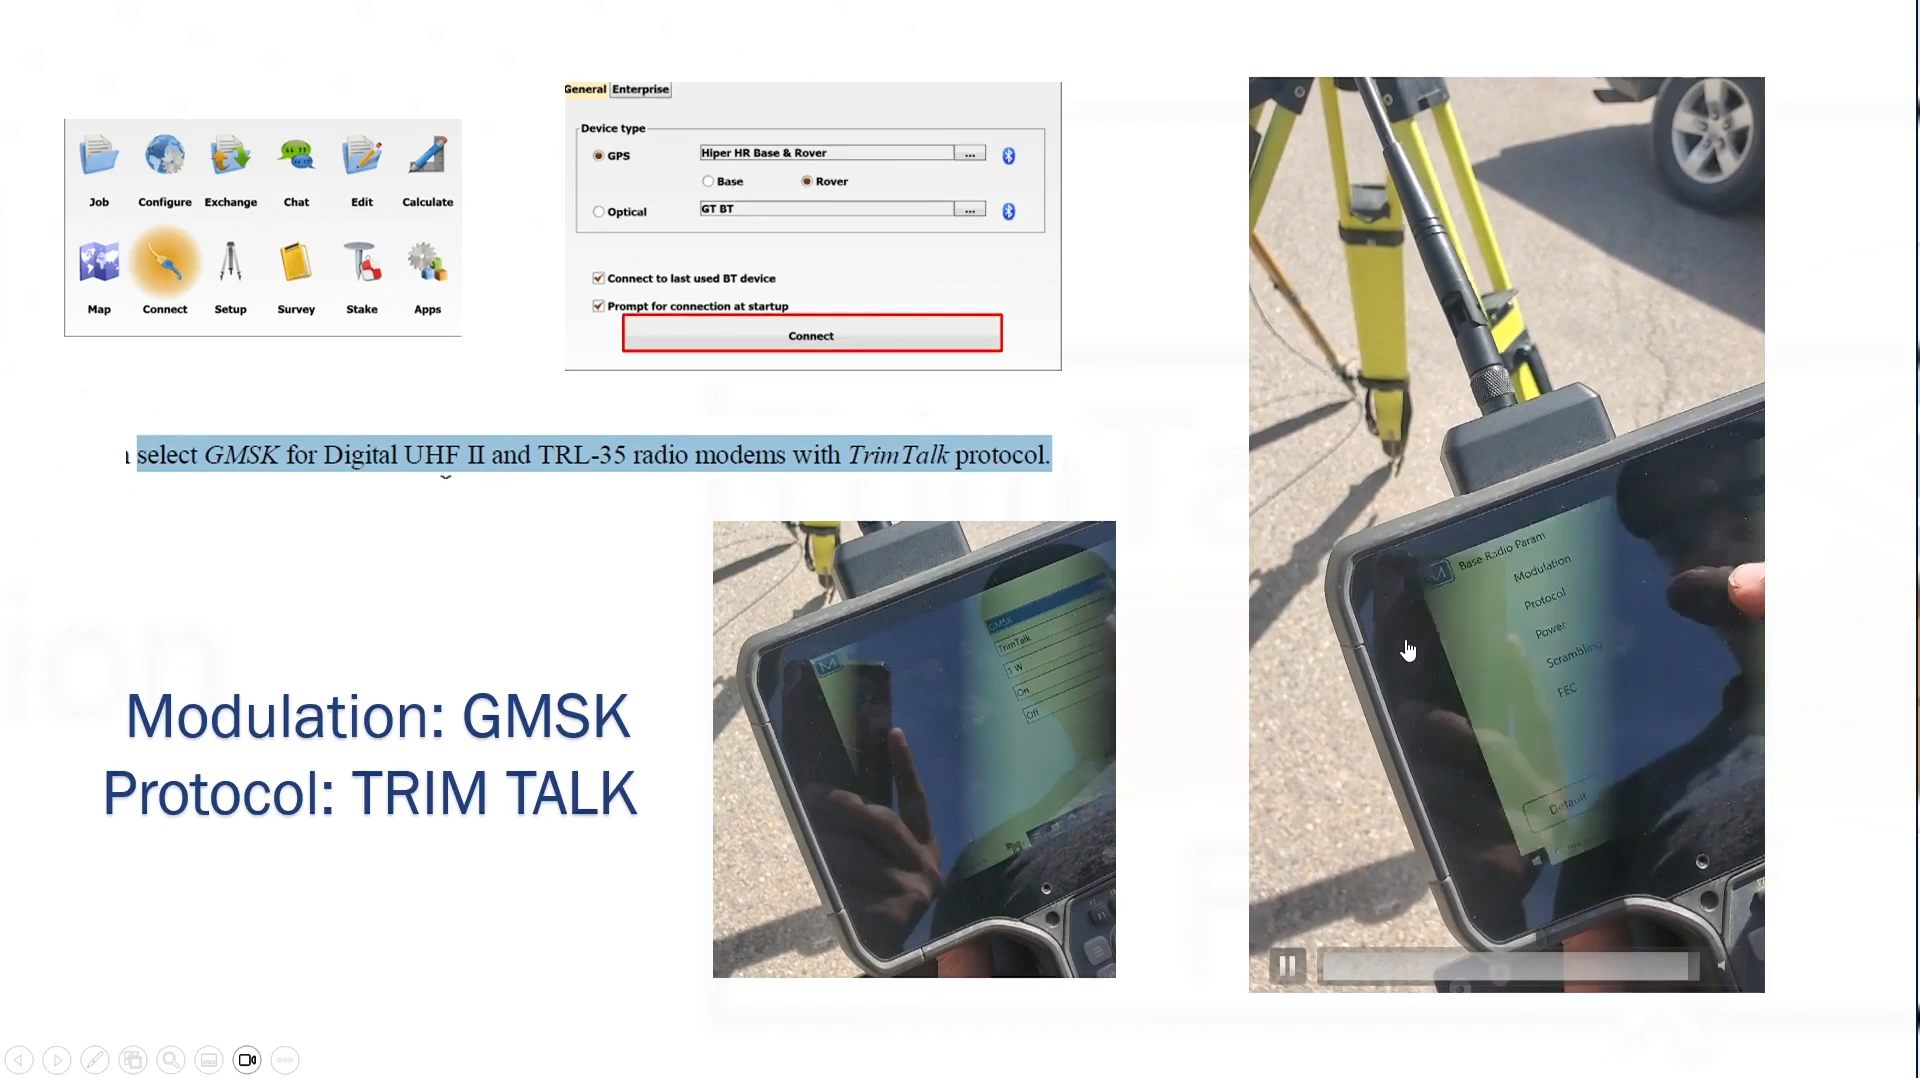 Job Configure Exchange Chat Edit Calculate
Map Connect Setup Survey Stake Apps
General Enterprise
Device type
GPS Hiper HR Base & Rover ...
Base Rover
Optical GT BT ...
Connect to last used BT device
Prompt for connection at startup
Connect
select GMSK for Digital UHF II and TRL-35 radio modems with TrimTalk protocol.
Modulation: GMSK
Protocol: TRIM TALK
GMSK
TrimTalk
1 W
On
Off
Base Radio Param
Modulation
Protocol
Power
Scrambling
FEC
Default